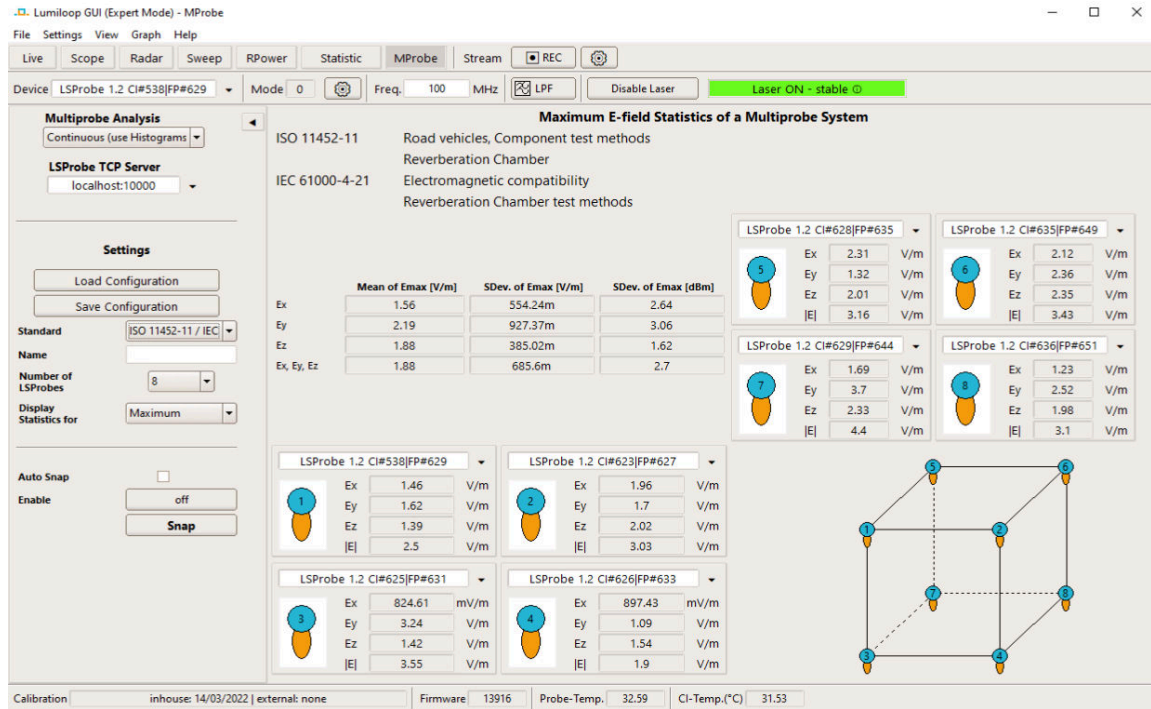 Lumiloop GUI (Expert Mode) - MProbe
File Settings View Graph Help
Live Scope Radar Sweep RPower Statistic MProbe Stream REC
Device LSProbe 1.2 CI#538|FP#629 Mode 0 Freq. 100 MHz LPF Disable Laser Laser ON - stable
Multiprobe Analysis
Continuous (use Histograms
LSProbe TCP Server
localhost:10000
Settings
Load Configuration
Save Configuration
Standard ISO 11452-11 / IEC
Name
Number of
LSProbes 8
Display
Statistics for Maximum
Auto Snap
Enable off
Snap
Maximum E-field Statistics of a Multiprobe System
ISO 11452-11 Road vehicles, Component test methods
Reverberation Chamber
IEC 61000-4-21 Electromagnetic compatibility
Reverberation Chamber test methods
Mean of Emax [V/m] SDev. of Emax [V/m] SDev. of Emax [dBm]
Ex 1.56 554.24m 2.64
Ey 2.19 927.37m 3.06
Ez 1.88 385.02m 1.62
Ex, Ey, Ez 1.88 685.6m 2.7
LSProbe 1.2 CI#628|FP#635
5
Ex 2.31 V/m
Ey 1.32 V/m
Ez 2.01 V/m
|E| 3.16 V/m
LSProbe 1.2 CI#635|FP#649
6
Ex 2.12 V/m
Ey 2.36 V/m
Ez 2.35 V/m
|E| 3.43 V/m
LSProbe 1.2 CI#629|FP#644
7
Ex 1.69 V/m
Ey 3.7 V/m
Ez 2.33 V/m
|E| 4.4 V/m
LSProbe 1.2 CI#636|FP#651
8
Ex 1.23 V/m
Ey 2.52 V/m
Ez 1.98 V/m
|E| 3.1 V/m
LSProbe 1.2 CI#538|FP#629
1
Ex 1.46 V/m
Ey 1.62 V/m
Ez 1.39 V/m
|E| 2.5 V/m
LSProbe 1.2 CI#623|FP#627
2
Ex 1.96 V/m
Ey 1.7 V/m
Ez 2.02 V/m
|E| 3.03 V/m
LSProbe 1.2 CI#625|FP#631
3
Ex 824.61 mV/m
Ey 3.24 V/m
Ez 1.42 V/m
|E| 3.55 V/m
LSProbe 1.2 CI#626|FP#633
4
Ex 897.43 mV/m
Ey 1.09 V/m
Ez 1.54 V/m
|E| 1.9 V/m
5 6
1 2
7 8
3 4
Calibration inhouse: 14/03/2022 | external: none Firmware 13916 Probe-Temp. 32.59 CI-Temp.(°C) 31.53